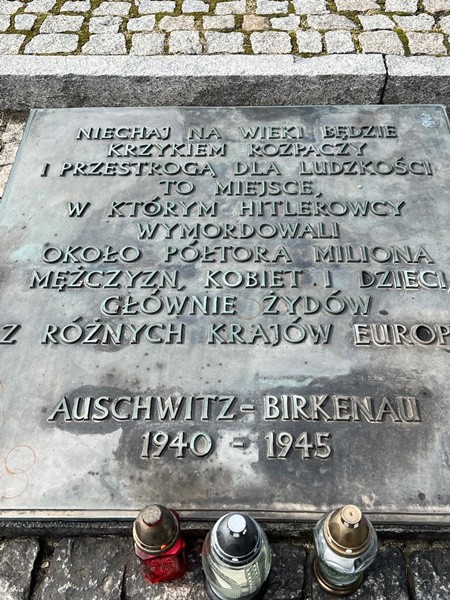 NIECHAJ NA WIEKI BĘDZIE
KRZYKIEM ROZPACZY
I PRZESTROGĄ DLA LUDZKOŚCI
TO MIEJSCE,
W KTÓRYM HITLEROWCY
WYMORDOWALI
OKOŁO PÓŁTORA MILIONA
MĘŻCZYZN, KOBIET I DZIECI,
GŁÓWNIE ŻYDÓW
Z RÓŻNYCH KRAJÓW EUROP
AUSCHWITZ - BIRKENAU
1940 - 1945